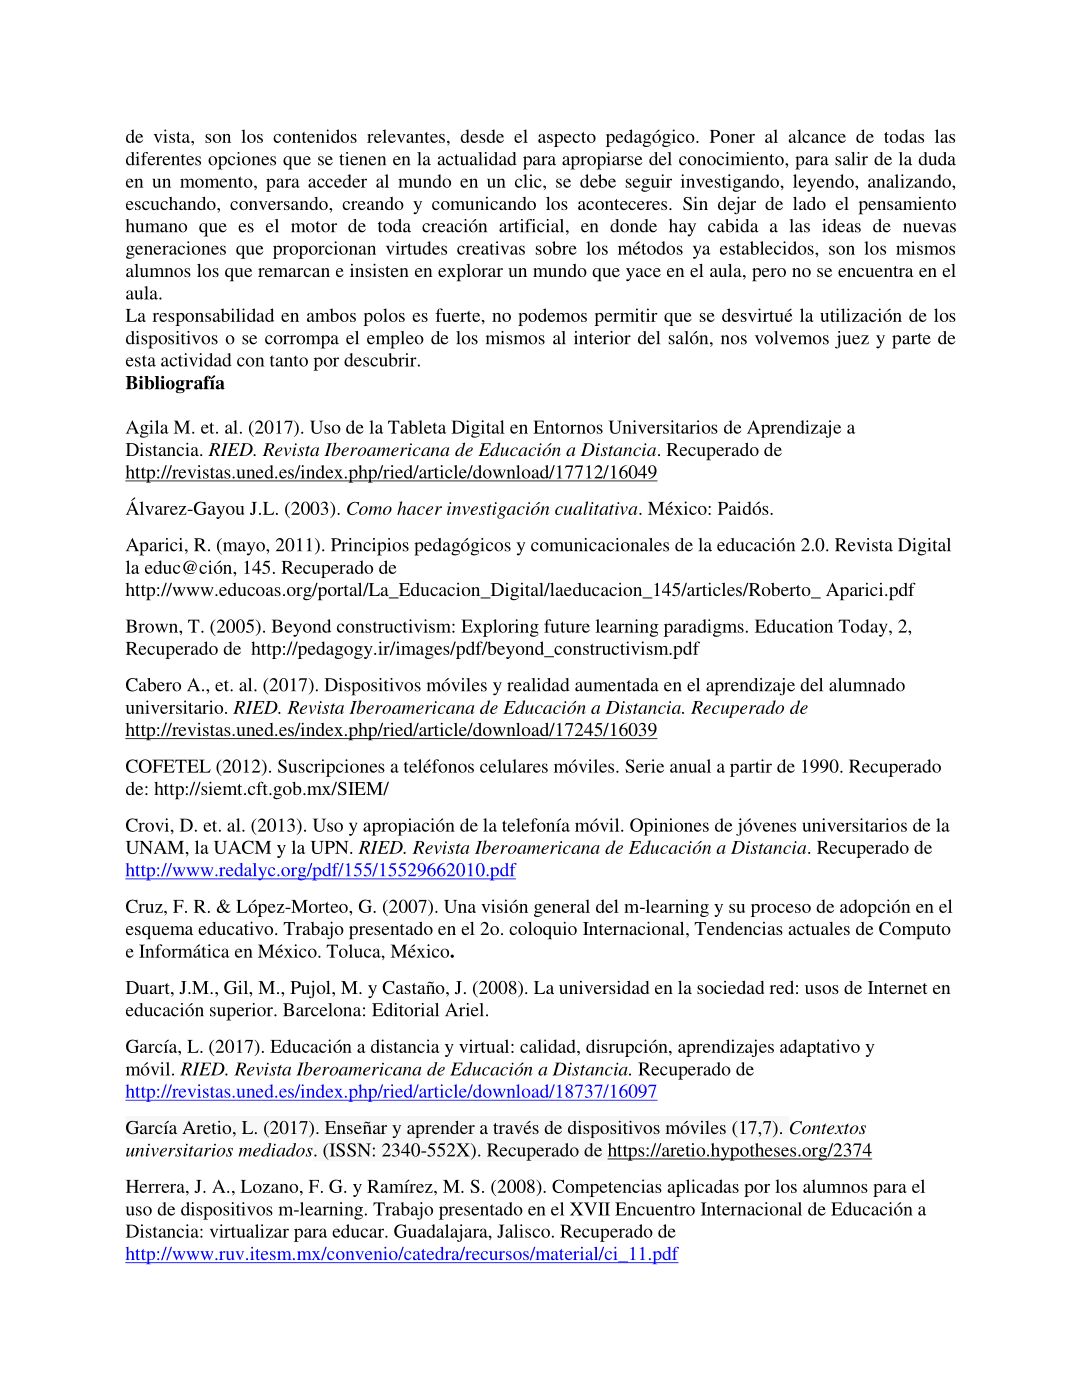 de vista, son los contenidos relevantes, desde el aspecto pedagógico. Poner al alcance de todas las
diferentes opciones que se tienen en la actualidad para apropiarse del conocimiento, para salir de la duda
en un momento, para acceder al mundo en un clic, se debe seguir investigando, leyendo, analizando,
escuchando, conversando, creando y comunicando los aconteceres. Sin dejar de lado el pensamiento
humano que es el motor de toda creación artificial, en donde hay cabida a las ideas de nuevas
generaciones que proporcionan virtudes creativas sobre los métodos ya establecidos, son los mismos
alumnos los que remarcan e insisten en explorar un mundo que yace en el aula, pero no se encuentra en el
aula.
La responsabilidad en ambos polos es fuerte, no podemos permitir que se desvirtué la utilización de los
dispositivos o se corrompa el empleo de los mismos al interior del salón, nos volvemos juez y parte de
esta actividad con tanto por descubrir.
Bibliografía
Agila M. et. al. (2017). Uso de la Tableta Digital en Entornos Universitarios de Aprendizaje a
Distancia. RIED. Revista Iberoamericana de Educación a Distancia. Recuperado de
http://revistas.uned.es/index.php/ried/article/download/17712/16049
Álvarez-Gayou J.L. (2003). Como hacer investigación cualitativa. México: Paidós.
Aparici, R. (mayo, 2011). Principios pedagógicos y comunicacionales de la educación 2.0. Revista Digital
la educ@ción, 145. Recuperado de
http://www.educoas.org/portal/La_Educacion_Digital/laeducacion_145/articles/Roberto_ Aparici.pdf
Brown, T. (2005). Beyond constructivism: Exploring future learning paradigms. Education Today, 2,
Recuperado de  http://pedagogy.ir/images/pdf/beyond_constructivism.pdf
Cabero A., et. al. (2017). Dispositivos móviles y realidad aumentada en el aprendizaje del alumnado
universitario. RIED. Revista Iberoamericana de Educación a Distancia. Recuperado de
http://revistas.uned.es/index.php/ried/article/download/17245/16039
COFETEL (2012). Suscripciones a teléfonos celulares móviles. Serie anual a partir de 1990. Recuperado
de: http://siemt.cft.gob.mx/SIEM/
Crovi, D. et. al. (2013). Uso y apropiación de la telefonía móvil. Opiniones de jóvenes universitarios de la
UNAM, la UACM y la UPN. RIED. Revista Iberoamericana de Educación a Distancia. Recuperado de
http://www.redalyc.org/pdf/155/15529662010.pdf
Cruz, F. R. & López-Morteo, G. (2007). Una visión general del m-learning y su proceso de adopción en el
esquema educativo. Trabajo presentado en el 2o. coloquio Internacional, Tendencias actuales de Computo
e Informática en México. Toluca, México.
Duart, J.M., Gil, M., Pujol, M. y Castaño, J. (2008). La universidad en la sociedad red: usos de Internet en
educación superior. Barcelona: Editorial Ariel.
García, L. (2017). Educación a distancia y virtual: calidad, disrupción, aprendizajes adaptativo y
móvil. RIED. Revista Iberoamericana de Educación a Distancia. Recuperado de
http://revistas.uned.es/index.php/ried/article/download/18737/16097
García Aretio, L. (2017). Enseñar y aprender a través de dispositivos móviles (17,7). Contextos
universitarios mediados. (ISSN: 2340-552X). Recuperado de https://aretio.hypotheses.org/2374
Herrera, J. A., Lozano, F. G. y Ramírez, M. S. (2008). Competencias aplicadas por los alumnos para el
uso de dispositivos m-learning. Trabajo presentado en el XVII Encuentro Internacional de Educación a
Distancia: virtualizar para educar. Guadalajara, Jalisco. Recuperado de
http://www.ruv.itesm.mx/convenio/catedra/recursos/material/ci_11.pdf